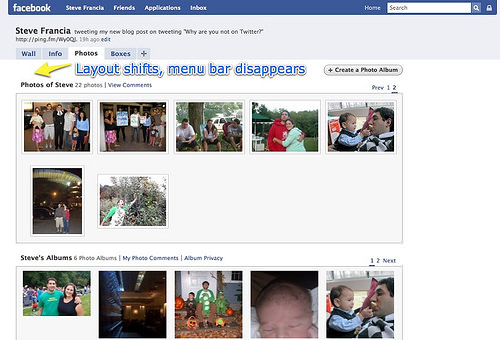 facebook Steve Francia Friends Applications Inbox Home Search
Steve Francia tweeting my new blog post on tweeting "Why are you not on Twitter?"
http://ping.fm/Wy0QJ. 19h ago edit
Wall Info Photos Boxes +
Layout shifts, menu bar disappears
+ Create a Photo Album
Photos of Steve 22 photos | View Comments
Prev 1 2
Steve's Albums 6 Photo Albums | My Photo Comments | Album Privacy
1 2 Next